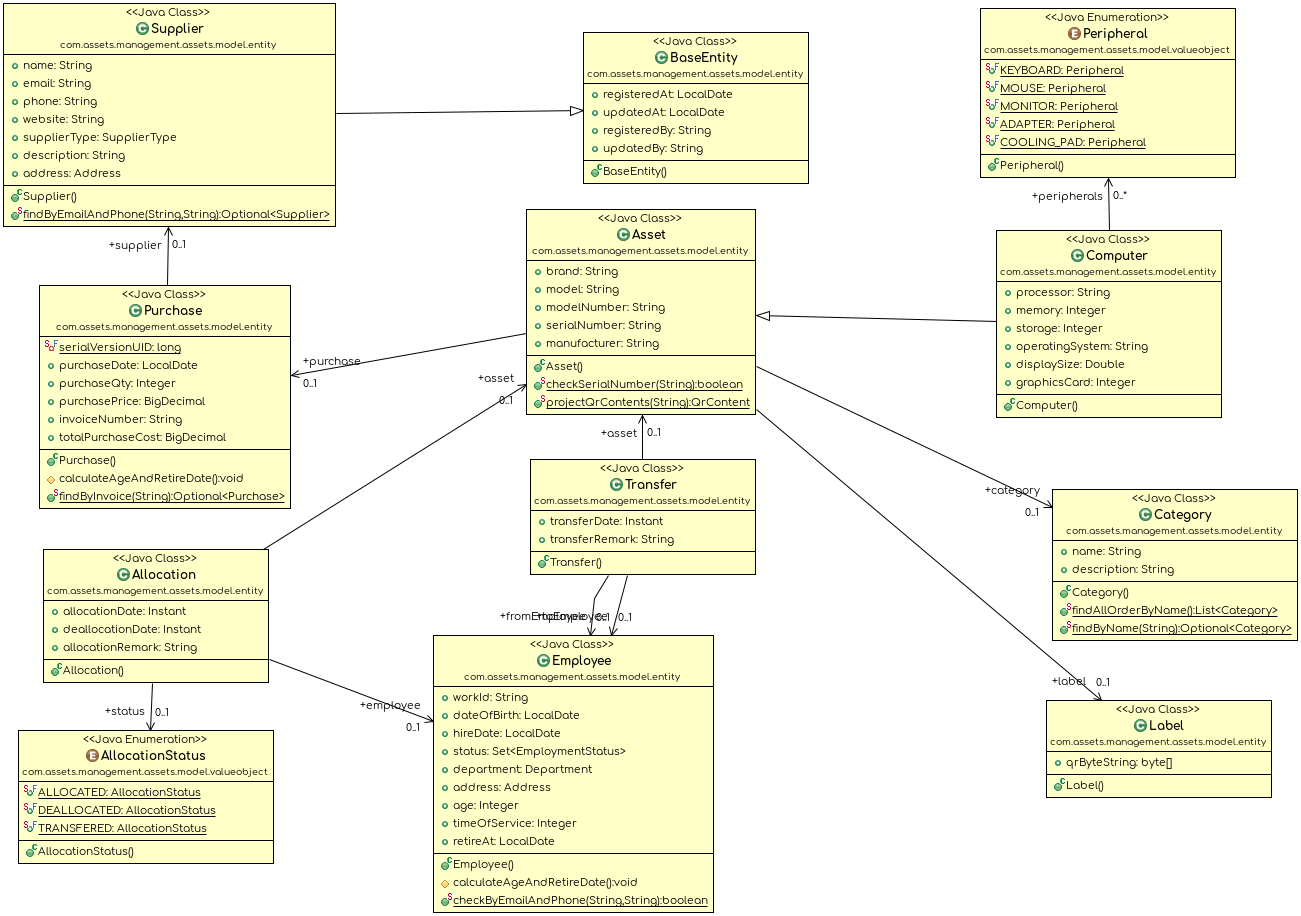 <<Java Class>>
Supplier
com.assets.management.assets.model.entity
name: String
email: String
phone: String
website: String
supplierType: SupplierType
description: String
address: Address
Supplier()
findByEmailAndPhone(String,String):Optional<Supplier>
<<Java Class>>
BaseEntity
com.assets.management.assets.model.entity
registeredAt: LocalDate
updatedAt: LocalDate
registeredBy: String
updatedBy: String
BaseEntity()
<<Java Enumeration>>
Peripheral
com.assets.management.assets.model.valueobject
KEYBOARD: Peripheral
MOUSE: Peripheral
MONITOR: Peripheral
ADAPTER: Peripheral
COOLING_PAD: Peripheral
Peripheral()
+peripherals 0..*
+supplier 0..1
<<Java Class>>
Asset
com.assets.management.assets.model.entity
brand: String
model: String
modelNumber: String
serialNumber: String
manufacturer: String
Asset()
checkSerialNumber(String):boolean
projectQrContents(String):QrContent
<<Java Class>>
Computer
com.assets.management.assets.model.entity
processor: String
memory: Integer
storage: Integer
operatingSystem: String
displaySize: Double
graphicsCard: Integer
Computer()
<<Java Class>>
Purchase
com.assets.management.assets.model.entity
serialVersionUID: long
purchaseDate: LocalDate
purchaseQty: Integer
purchasePrice: BigDecimal
invoiceNumber: String
totalPurchaseCost: BigDecimal
Purchase()
calculateAgeAndRetireDate():void
findByInvoice(String):Optional<Purchase>
+purchase
0..1
+asset
0..1
+asset 0..1
<<Java Class>>
Transfer
com.assets.management.assets.model.entity
transferDate: Instant
transferRemark: String
Transfer()
+category
0..1
<<Java Class>>
Category
com.assets.management.assets.model.entity
name: String
description: String
Category()
findAllOrderByName():List<Category>
findByName(String):Optional<Category>
<<Java Class>>
Allocation
com.assets.management.assets.model.entity
allocationDate: Instant
deallocationDate: Instant
allocationRemark: String
Allocation()
0..1
+employee
0..1
+status 0..1
<<Java Enumeration>>
AllocationStatus
com.assets.management.assets.model.valueobject
ALLOCATED: AllocationStatus
DEALLOCATED: AllocationStatus
TRANSFERED: AllocationStatus
AllocationStatus()
<<Java Class>>
Employee
com.assets.management.assets.model.entity
workId: String
dateOfBirth: LocalDate
hireDate: LocalDate
status: Set<EmploymentStatus>
department: Department
address: Address
age: Integer
timeOfService: Integer
retireAt: LocalDate
Employee()
calculateAgeAndRetireDate():void
checkByEmailAndPhone(String,String):boolean
+label 0..1
<<Java Class>>
Label
com.assets.management.assets.model.entity
qrByteString: byte[]
Label()